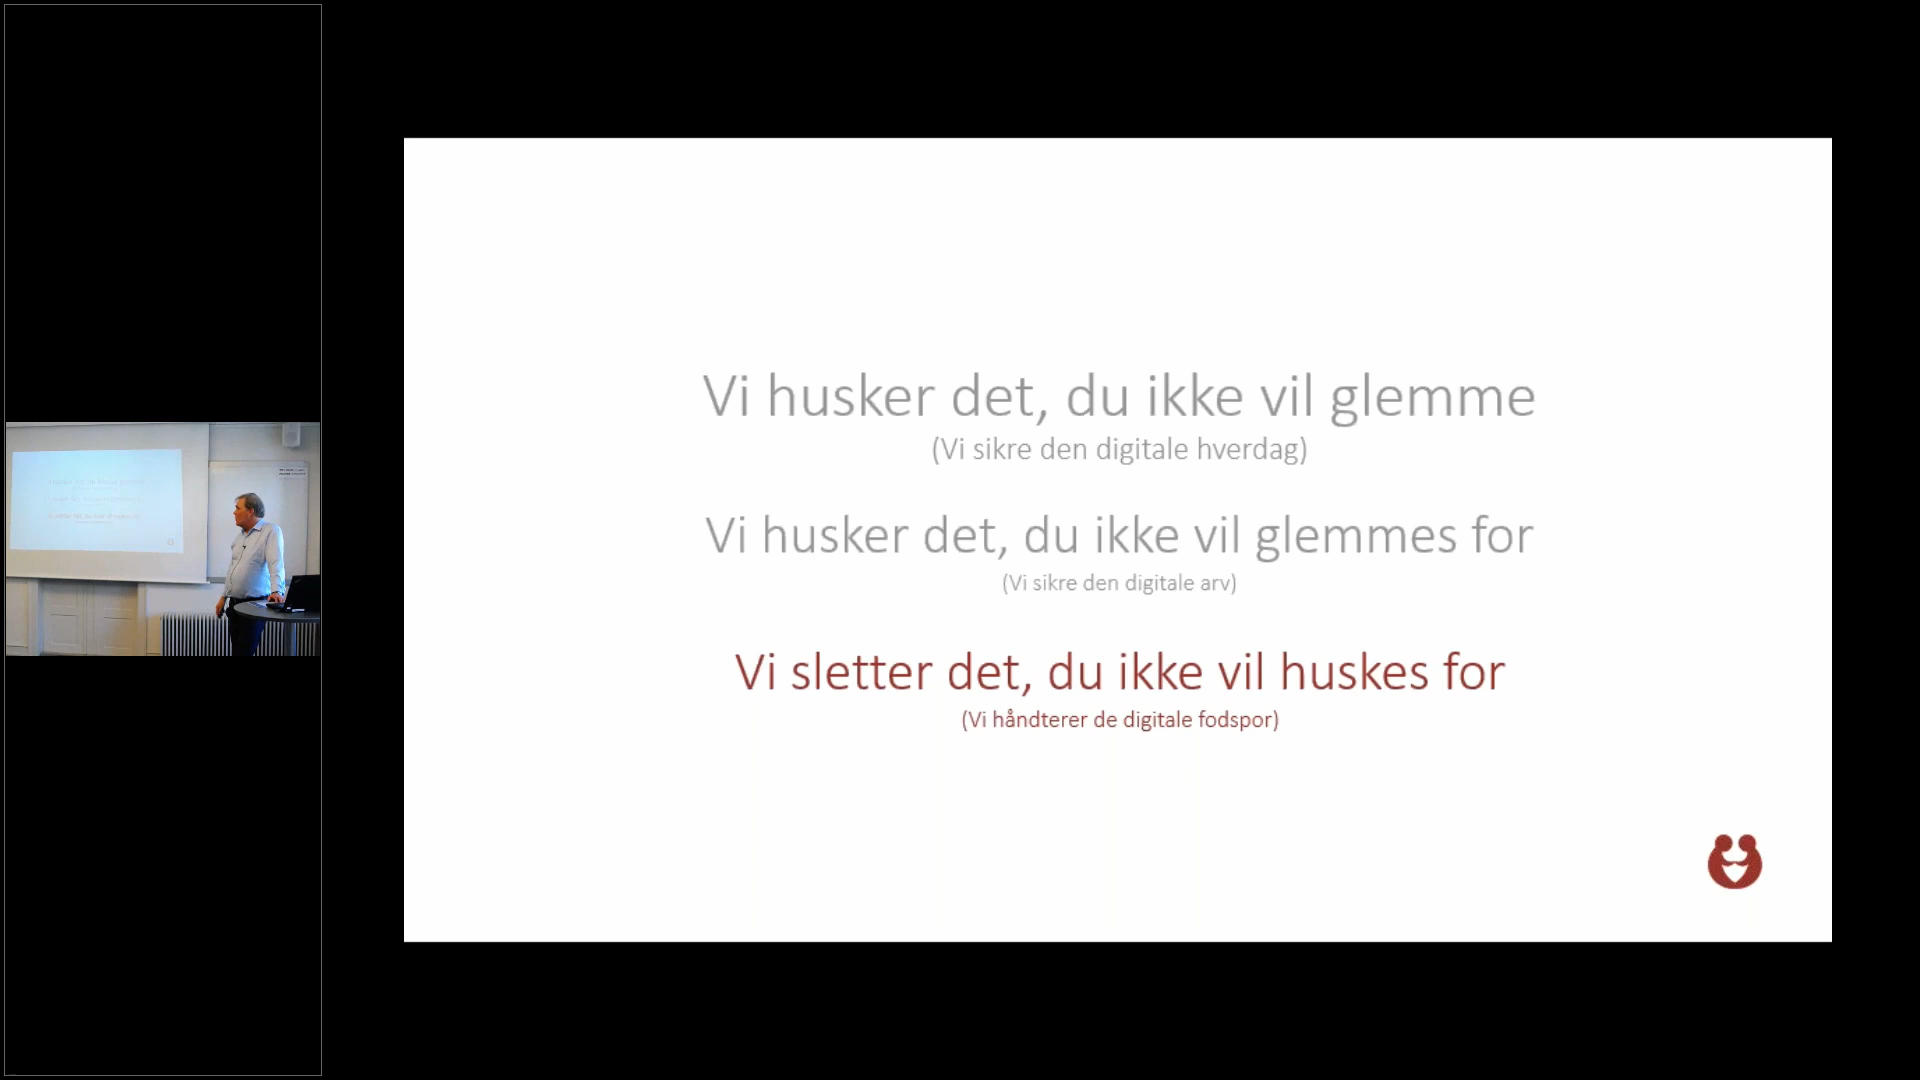 Vi husker det, du ikke vil glemme
(Vi sikre den digitale hverdag)
Vi husker det, du ikke vil glemmes for
(Vi sikre den digitale arv)
Vi sletter det, du ikke vil huskes for
(Vi håndterer de digitale fodspor)